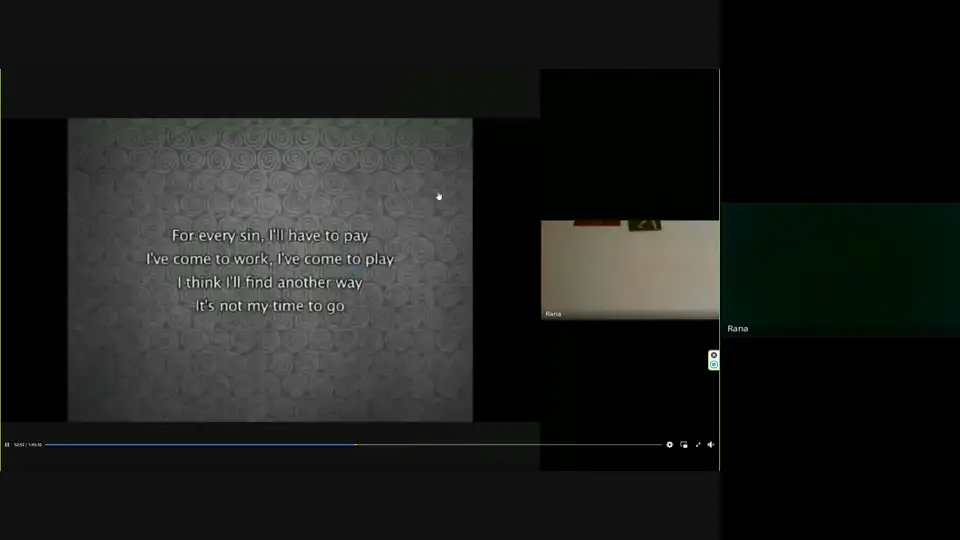 For every sin, I'll have to pay
I've come to work, I've come to play
I think I'll find another way
It's not my time to go
Rana
Rana